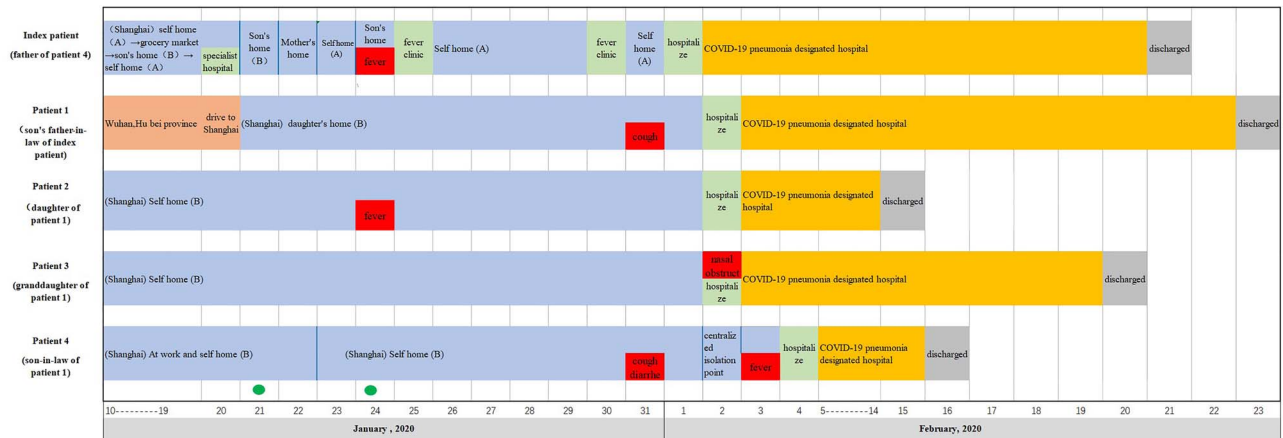 Index patient
(father of patient 4)
（Shanghai）self home
（A）→grocery market
→son's home（B）→
self home（A）
specialist
hospital
Son's
home
(B)
Mother's
home
Self home
(A)
Son's
home
fever
fever
clinic
Self home (A)
fever
clinic
Self
home
(A)
hospitali
ze
COVID-19 pneumonia designated hospital
discharged
Patient 1
（son's father-in-
law of index
patient)
Wuhan,Hu bei province
drive to
Shanghai
(Shanghai) daughter's home (B)
cough
hospitali
ze
COVID-19 pneumonia designated hospital
discharged
Patient 2
（daughter of
patient 1)
(Shanghai) Self home (B)
fever
hospitali
ze
COVID-19 pneumonia designated
hospital
discharged
Patient 3
(granddaughter of
patient 1)
(Shanghai) Self home (B)
nasal
obstruct
hospitali
ze
COVID-19 pneumonia designated hospital
discharged
Patient 4
(son-in-law of
patient 1)
(Shanghai) At work and self home (B)
(Shanghai) Self home (B)
cough
diarrhe
centraliz
ed
isolation
point
fever
hospitali
ze
COVID-19 pneumonia
designated hospital
discharged
10---------19 20 21 22 23 24 25 26 27 28 29 30 31 1 2 3 4 5---------14 15 16 17 18 19 20 21 22 23
January , 2020 February, 2020